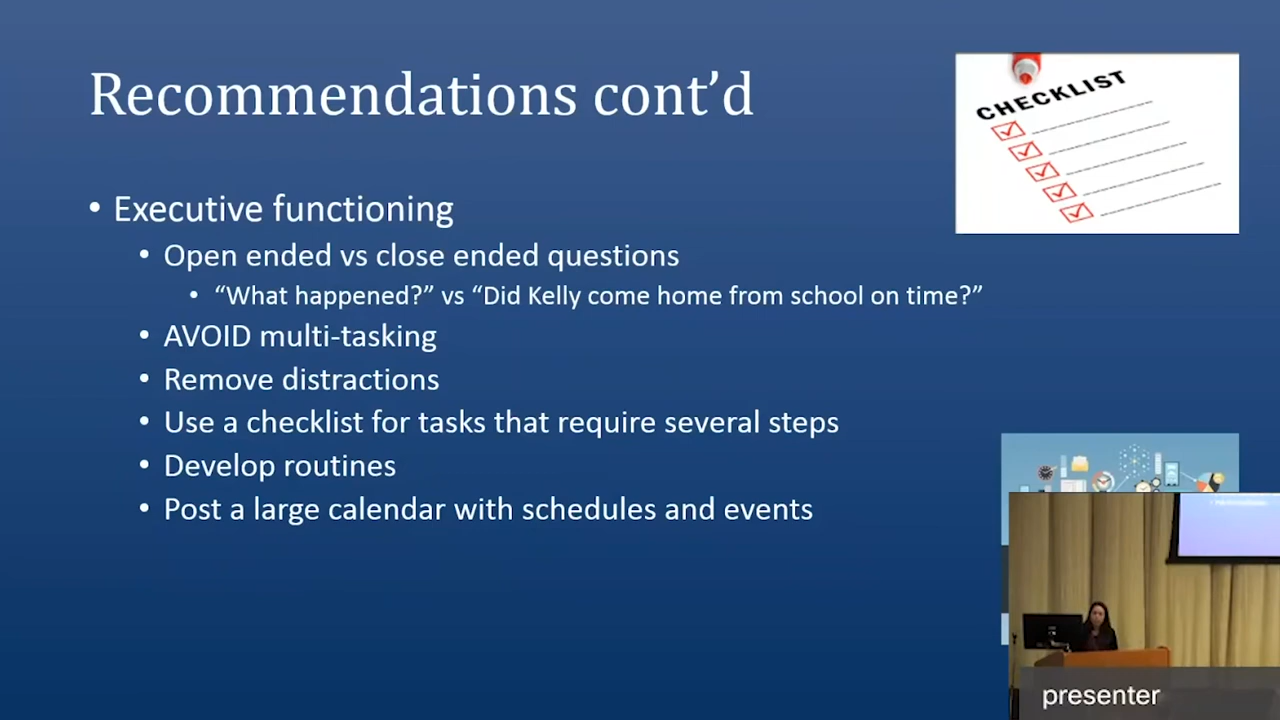 Recommendations cont’d
CHECKLIST
• Executive functioning
• Open ended vs close ended questions
• “What happened?” vs “Did Kelly come home from school on time?”
• AVOID multi-tasking
• Remove distractions
• Use a checklist for tasks that require several steps
• Develop routines
• Post a large calendar with schedules and events
presenter